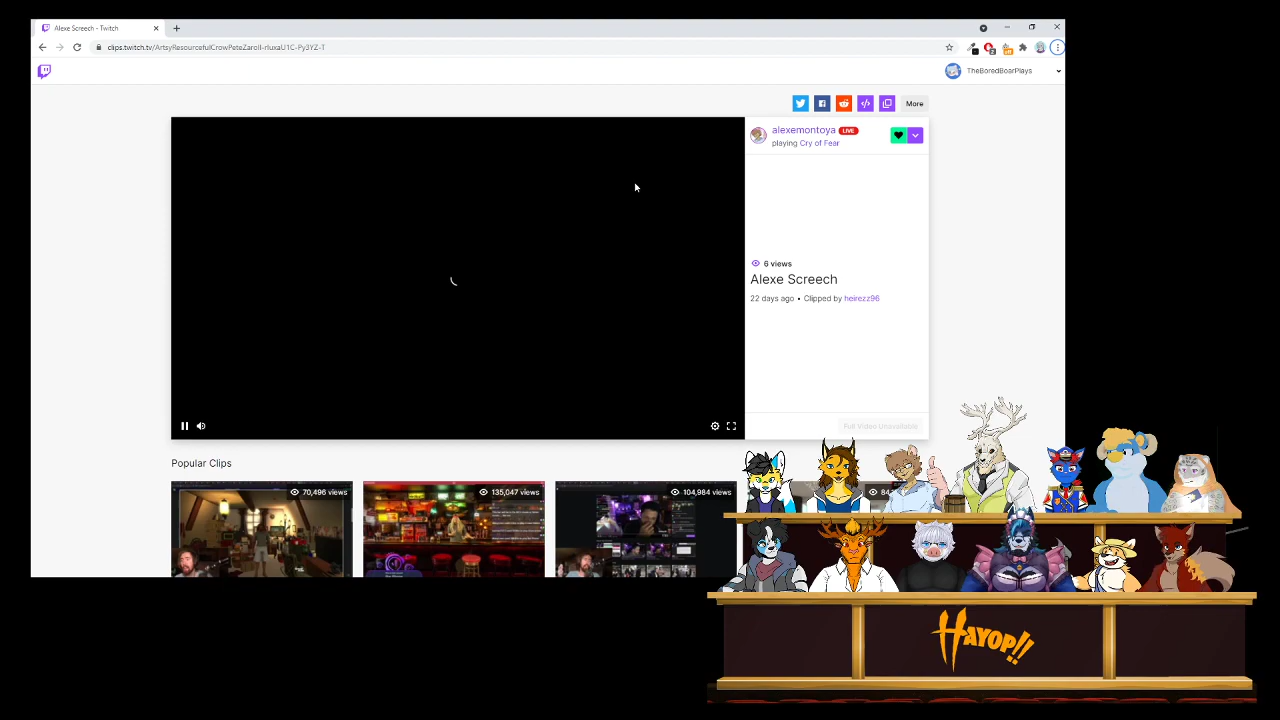 Alexe Screech - Twitch
clips.twitch.tv/ArtsyResourcefulCrowPeteZaroll-rIuxaU1C-Py3YZ-T
TheBoredBoarPlays
More
alexemontoya LIVE
playing Cry of Fear
6 views
Alexe Screech
22 days ago • Clipped by heirezz96
Full Video Unavailable
Popular Clips
70,496 views
135,047 views
104,984 views
HAYOP!!